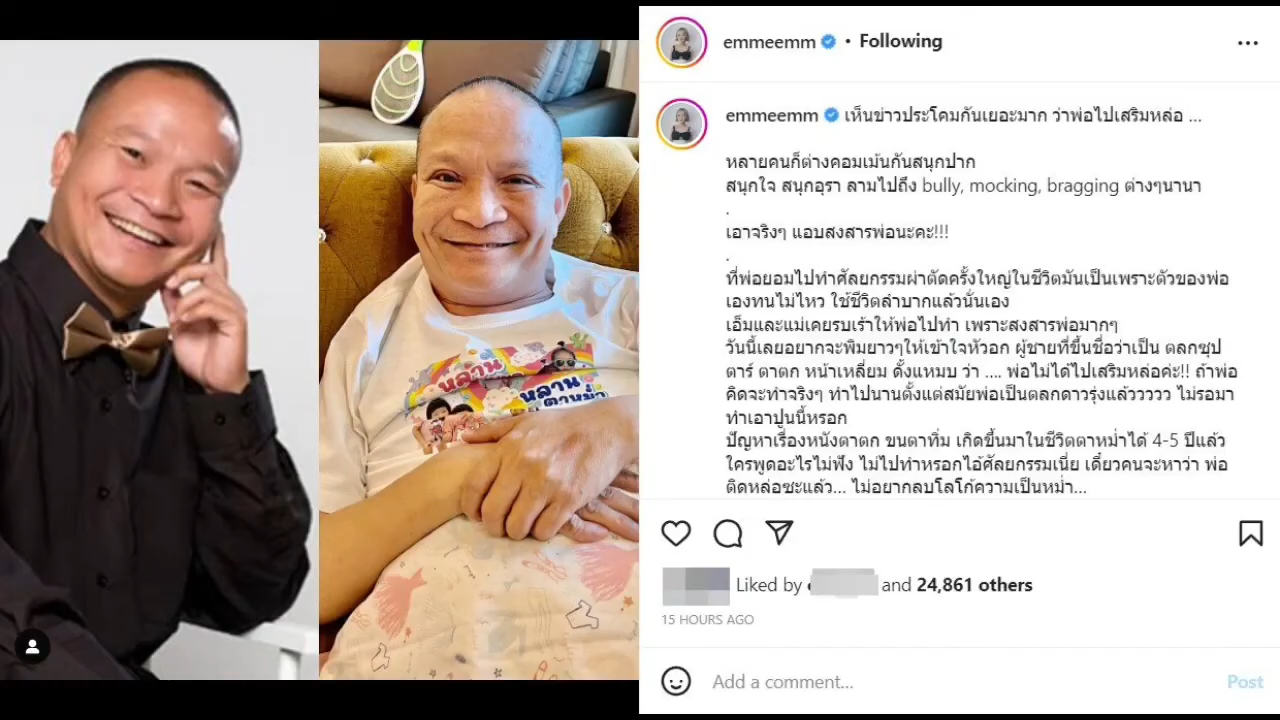 หลาน
หลาน
ตาหม่ำ
emmeemm • Following
emmeemm เห็นข่าวประโคมกันเยอะมาก ว่าพ่อไปเสริมหล่อ ...
หลายคนก็ต่างคอมเม้นกันสนุกปาก
สนุกใจ สนุกอุรา ลามไปถึง bully, mocking, bragging ต่างๆนานา
.
เอาจริงๆ แอบสงสารพ่อนะคะ!!!
.
ที่พ่อยอมไปทำศัลยกรรมผ่าตัดครั้งใหญ่ในชีวิตมันเป็นเพราะตัวของพ่อ
เองทนไม่ไหว ใช้ชีวิตลำบากแล้วนั่นเอง
เอ็มและแม่เคยรบเร้าให้พ่อไปทำ เพราะสงสารพ่อมากๆ
วันนี้เลยอยากจะพิมยาวๆให้เข้าใจหัวอก ผู้ชายที่ขึ้นชื่อว่าเป็น ตลกซุป
ตาร์ ตาตก หน้าเหลี่ยม ดั้งแหมบ ว่า .... พ่อไม่ได้ไปเสริมหล่อค่ะ!! ถ้าพ่อ
คิดจะทำจริงๆ ทำไปนานตั้งแต่สมัยพ่อเป็นตลกดาวรุ่งแล้ววววว ไม่รอมา
ทำเอาปูนนี้หรอก
ปัญหาเรื่องหนังตาตก ขนตาทิ่ม เกิดขึ้นมาในชีวิตตาหม่ำได้ 4-5 ปีแล้ว
ใครพูดอะไรไม่ฟัง ไม่ไปทำหรอกไอ้ศัลยกรรมเนี่ย เดี๋ยวคนจะหาว่า พ่อ
ติดหล่อซะแล้ว... ไม่อยากลบโลโก้ความเป็นหม่ำ...
Liked by and 24,861 others
15 HOURS AGO
Add a comment...
Post